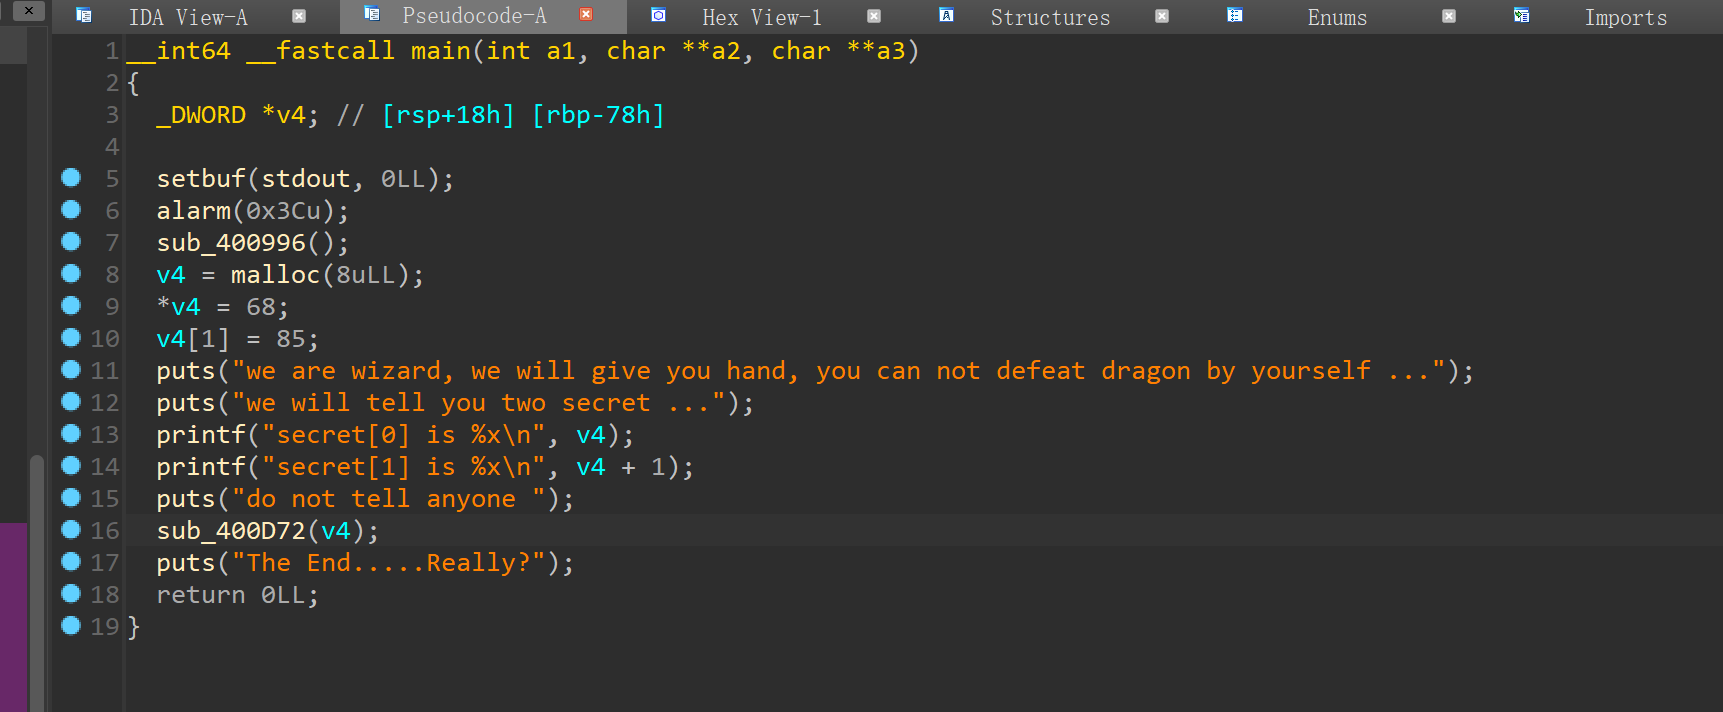 IDA View-A Pseudocode-A Hex View-1 Structures Enums Imports
1 __int64 __fastcall main(int a1, char **a2, char **a3)
2 {
3   _DWORD *v4; // [rsp+18h] [rbp-78h]
4
5   setbuf(stdout, 0LL);
6   alarm(0x3Cu);
7   sub_400996();
8   v4 = malloc(8uLL);
9   *v4 = 68;
10   v4[1] = 85;
11   puts("we are wizard, we will give you hand, you can not defeat dragon by yourself ...");
12   puts("we will tell you two secret ...");
13   printf("secret[0] is %x\n", v4);
14   printf("secret[1] is %x\n", v4 + 1);
15   puts("do not tell anyone ");
16   sub_400D72(v4);
17   puts("The End.....Really?");
18   return 0LL;
19 }